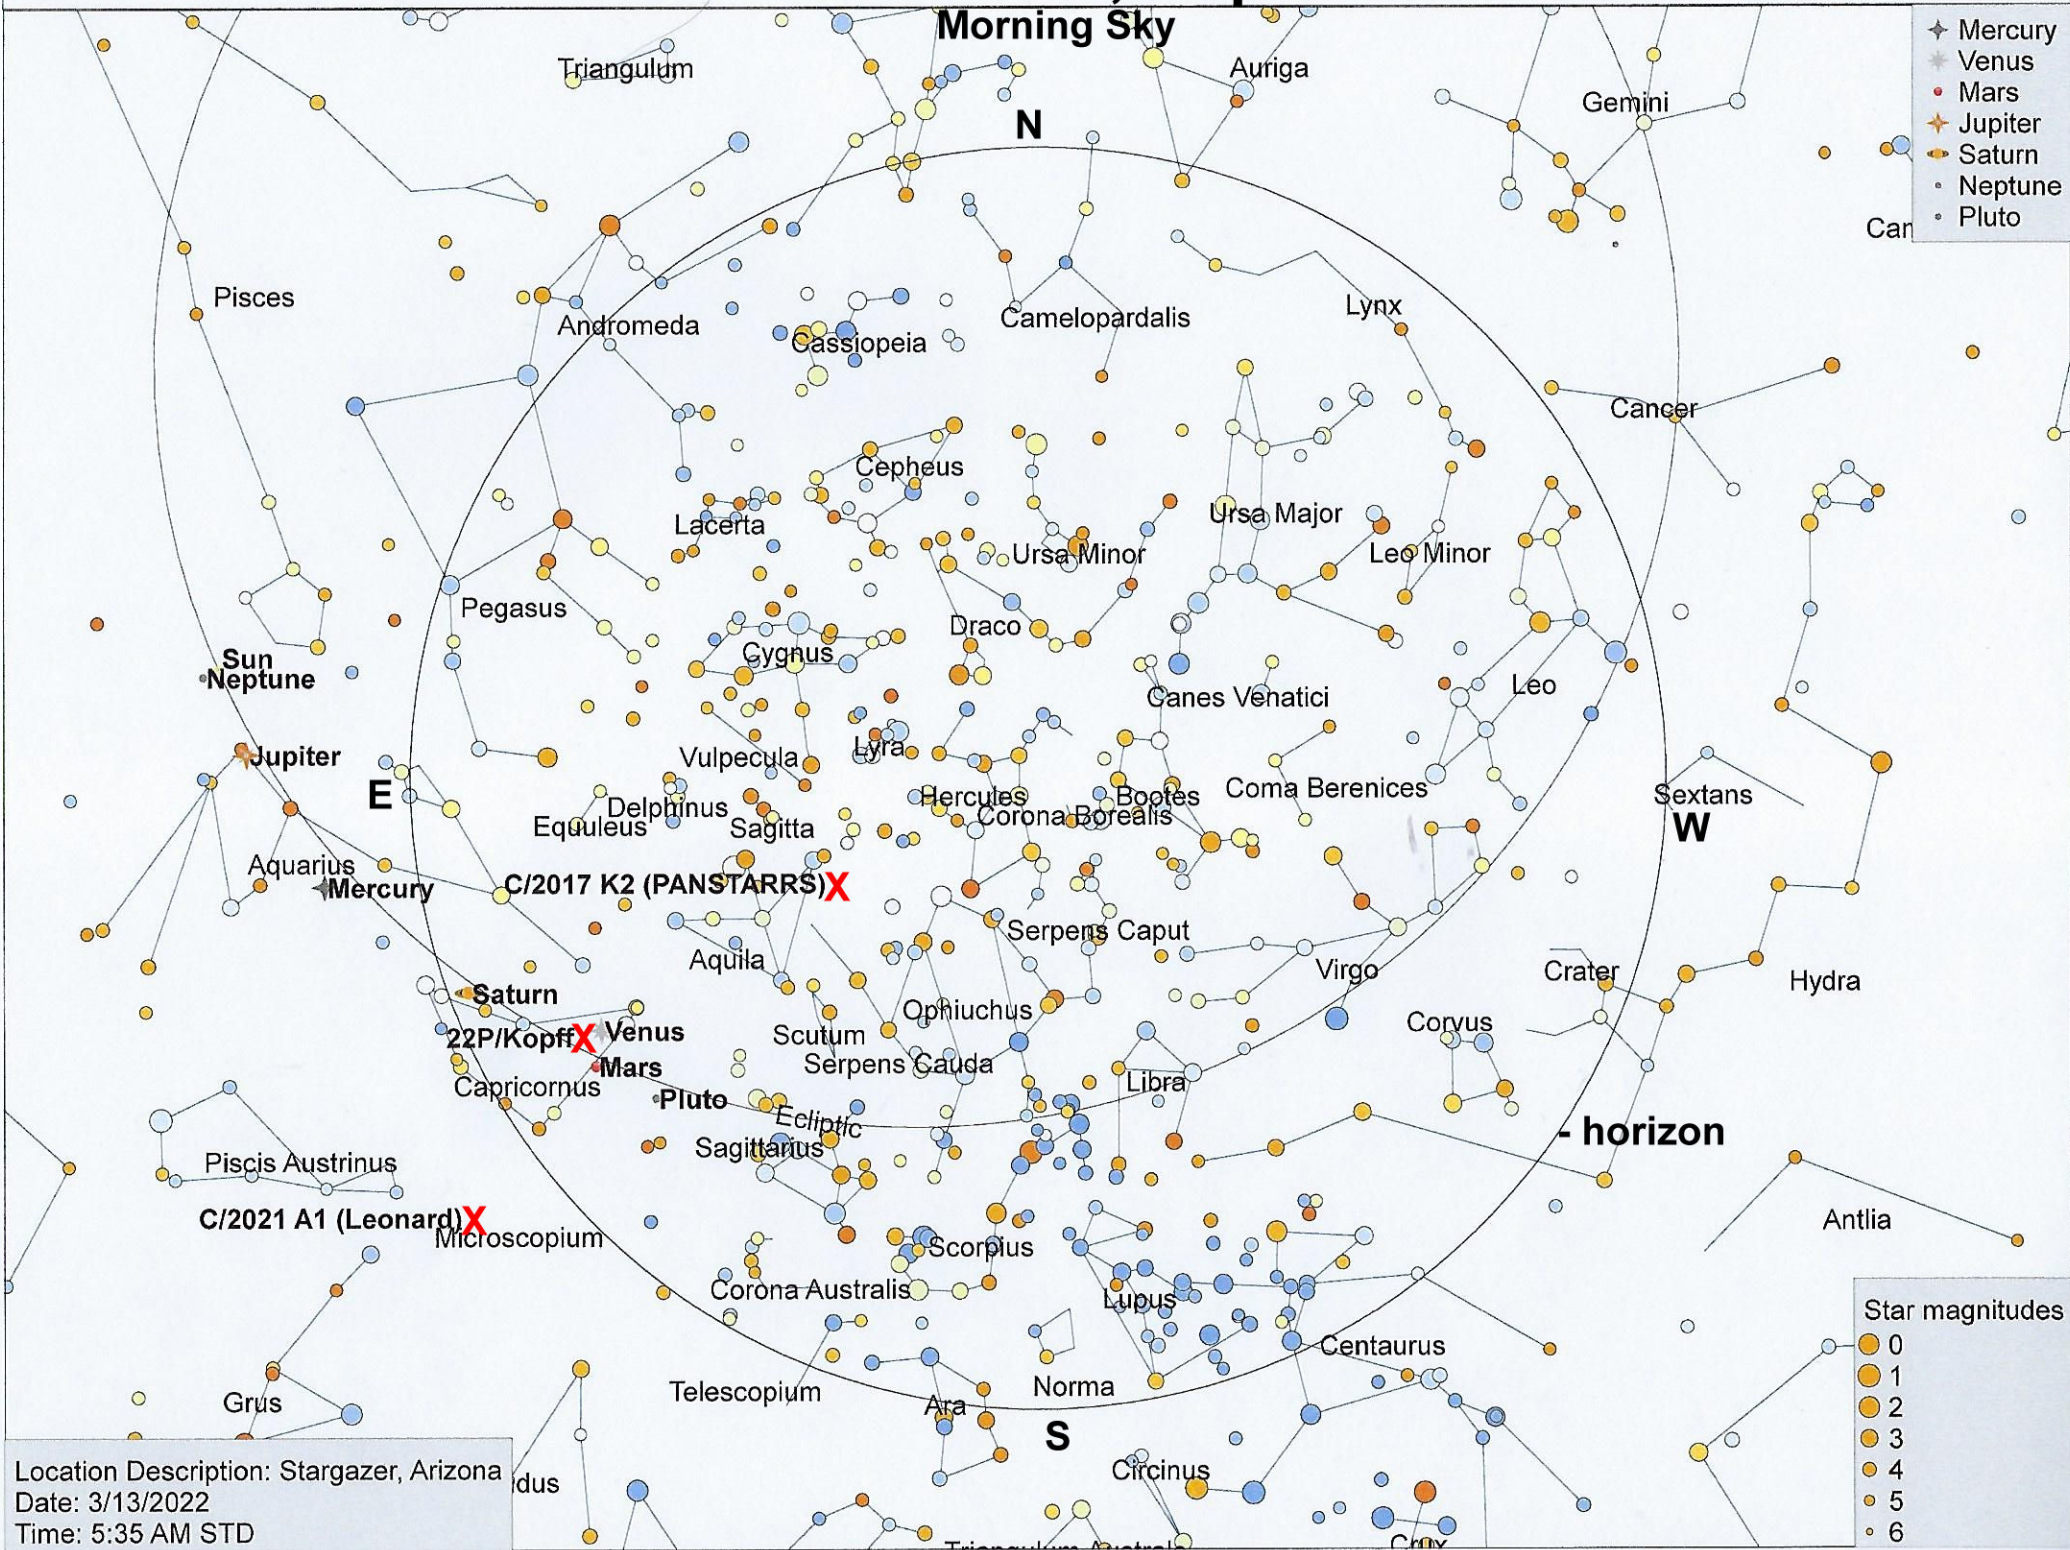 Morning Sky
Mercury
Venus
Mars
Jupiter
Saturn
Neptune
Pluto
Triangulum
Auriga
Gemini
N
Can
Pisces
Andromeda
Cassiopeia
Camelopardalis
Lynx
Cancer
Cepheus
Lacerta
Ursa Minor
Ursa Major
Leo Minor
Pegasus
Cygnus
Draco
Canes Venatici
Leo
Sun
Neptune
Jupiter
Vulpecula
Lyra
E
Equuleus
Delphinus
Sagitta
Hercules
Corona Borealis
Bootes
Coma Berenices
Sextans
W
Aquarius
Mercury
C/2017 K2 (PANSTARRS)X
Aquila
Serpens Caput
Virgo
Crater
Hydra
Saturn
22P/KopffX
Venus
Mars
Capricornus
Pluto
Scutum
Ophiuchus
Serpens Cauda
Libra
Corvus
Ecliptic
Sagittarius
- horizon
Piscis Austrinus
C/2021 A1 (Leonard)X
Microscopium
Scorpius
Corona Australis
Lupus
Antlia
Centaurus
Grus
Telescopium
Ara
Norma
S
Circinus
dus
Triangulum Australe
Crux
Star magnitudes
0
1
2
3
4
5
6
Location Description: Stargazer, Arizona
Date: 3/13/2022
Time: 5:35 AM STD